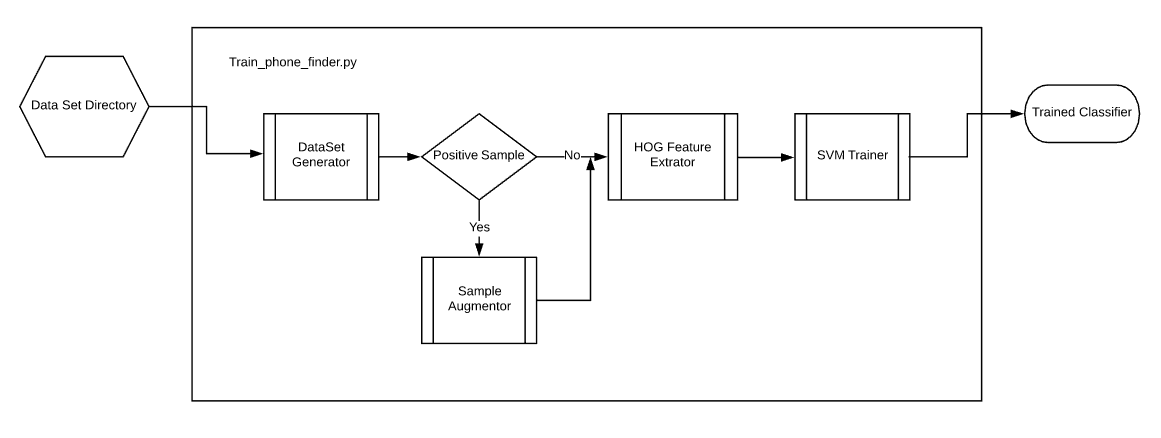 Train_phone_finder.py
Data Set Directory
DataSet
Generator
Positive Sample
No
Yes
Sample
Augmentor
HOG Feature
Extrator
SVM Trainer
Trained Classifier